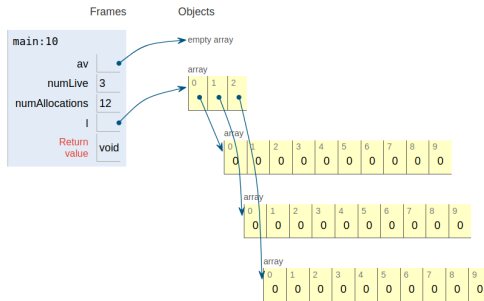 Frames Objects
main:10
av
empty array
numLive 3
numAllocations 12
l
Return value void
array
0 1 2
array
0 1 2 3 4 5 6 7 8 9
0 0 0 0 0 0 0 0 0 0
array
0 1 2 3 4 5 6 7 8 9
0 0 0 0 0 0 0 0 0 0
array
0 1 2 3 4 5 6 7 8 9
0 0 0 0 0 0 0 0 0 0